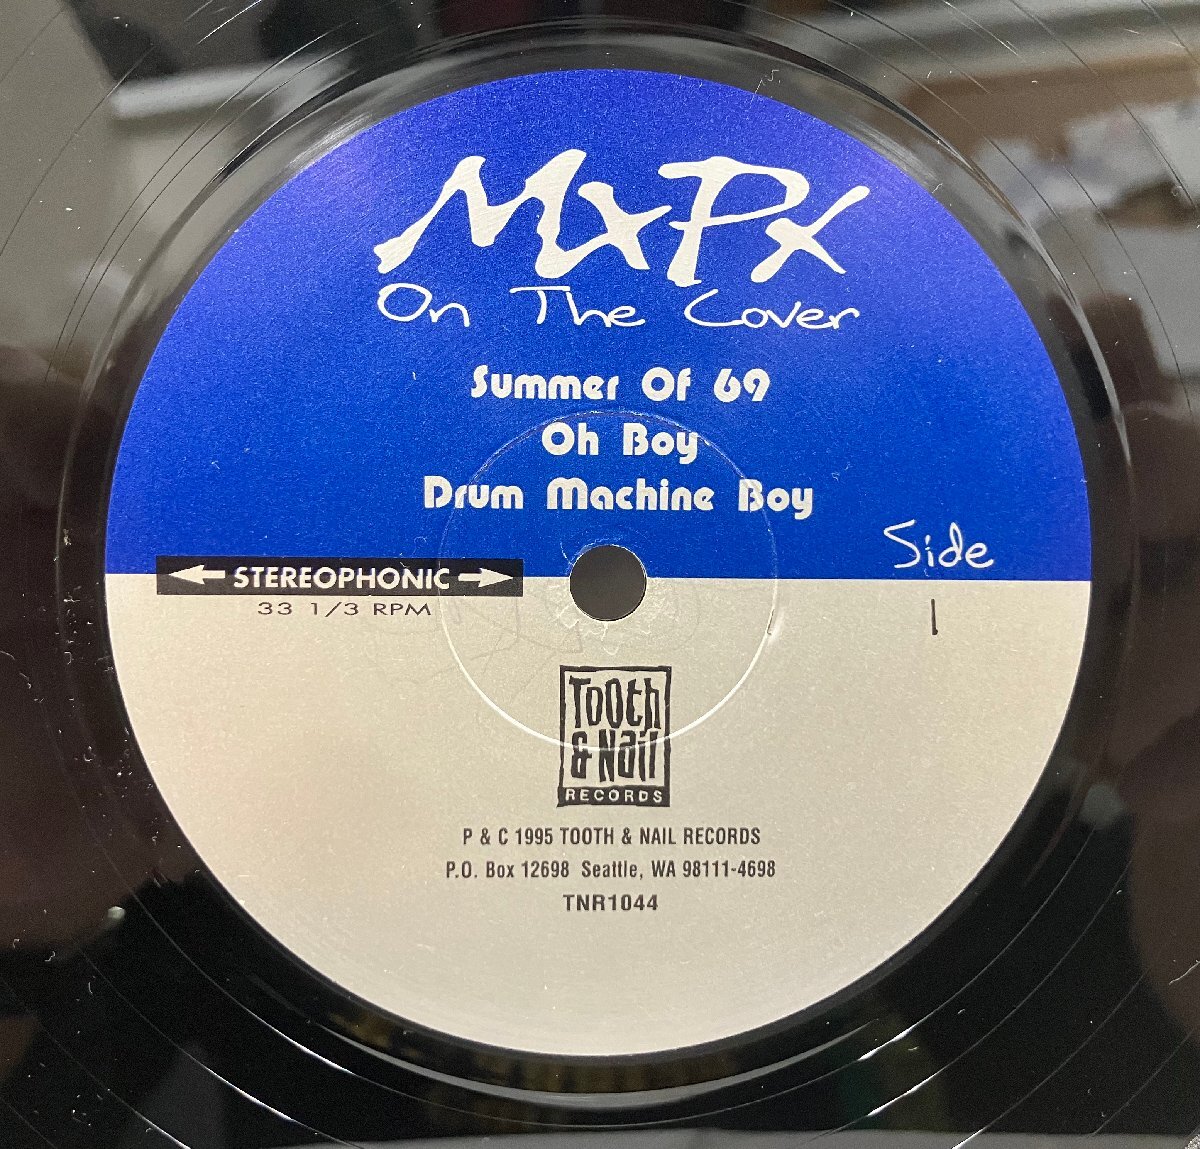 MxPx
On The Cover
Summer Of 69
Oh Boy
Drum Machine Boy
Side
1
STEREOPHONIC
33 1/3 RPM
Tooth
& Nail
RECORDS
P & C 1995 TOOTH & NAIL RECORDS
P.O. Box 12698 Seattle, WA 98111-4698
TNR1044